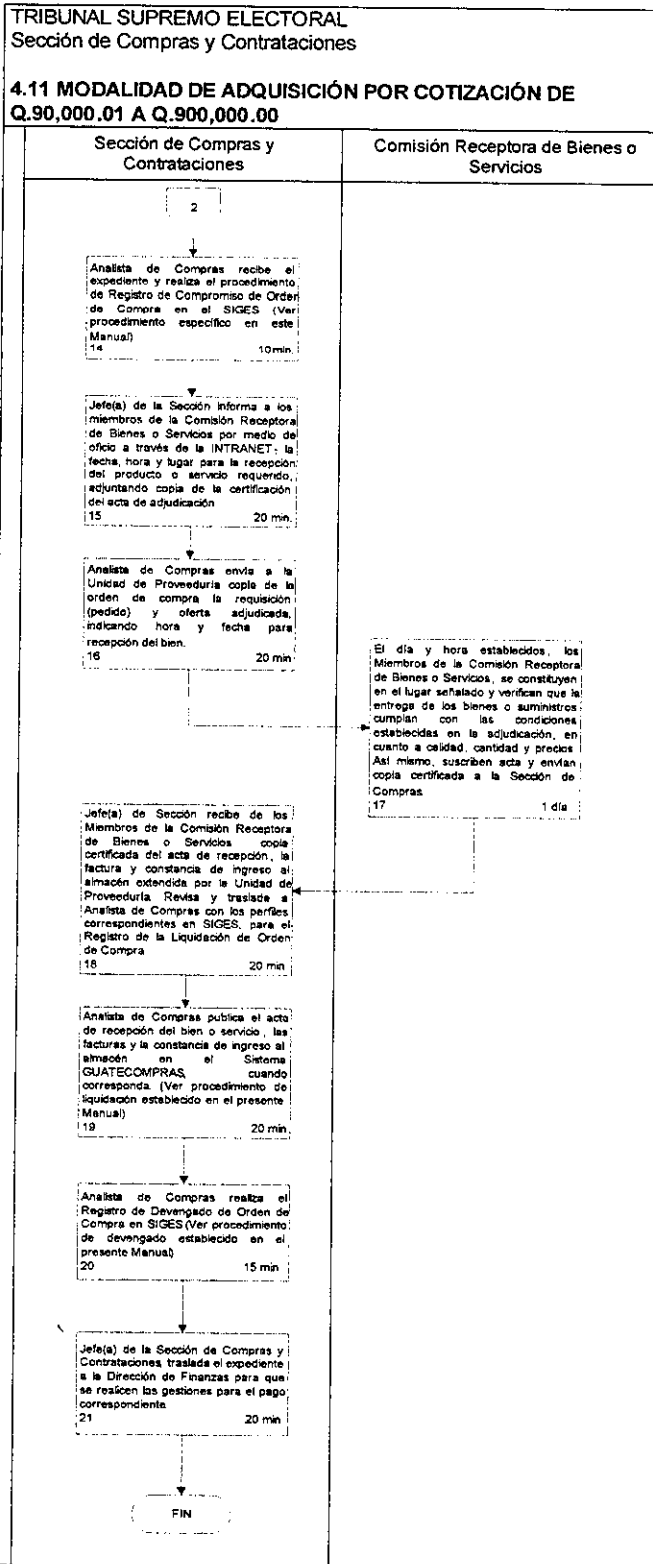 TRIBUNAL SUPREMO ELECTORAL
Sección de Compras y Contrataciones
4.11 MODALIDAD DE ADQUISICIÓN POR COTIZACIÓN DE
Q.90,000.01 A Q.900,000.00
Sección de Compras y
Contrataciones
Comisión Receptora de Bienes o
Servicios
2
Analista de Compras recibe el
expediente y realiza el procedimiento
de Registro de Compromiso de Orden
de Compra en el SIGES (Ver
procedimiento específico en este
Manual)
14 10min.
Jefe(a) de la Sección informa a los
miembros de la Comisión Receptora
de Bienes o Servicios por medio de
oficio a través de la INTRANET, la
fecha, hora y lugar para la recepción
del producto o servicio requerido,
adjuntando copia de la certificación
del acta de adjudicación
15 20 min.
Analista de Compras envía a la
Unidad de Proveeduría copia de la
orden de compra la requisición
(pedido) y oferta adjudicada,
indicando hora y fecha para
recepción del bien.
16 20 min
El día y hora establecidos, los
Miembros de la Comisión Receptora
de Bienes o Servicios, se constituyen
en el lugar señalado y verifican que la
entrega de los bienes o suministros
cumplan con las condiciones
establecidas en la adjudicación, en
cuanto a calidad, cantidad y precios
Así mismo, suscriben acta y envían
copia certificada a la Sección de
Compras
17 1 día
Jefe(a) de Sección recibe de los
Miembros de la Comisión Receptora
de Bienes o Servicios copia
certificada del acta de recepción, la
factura y constancia de ingreso al
almacén extendida por la Unidad de
Proveeduría Revisa y traslada a
Analista de Compras con los perfiles
correspondientes en SIGES, para el
Registro de la Liquidación de Orden
de Compra
18 20 min
Analista de Compras publica el acta
de recepción del bien o servicio, las
facturas y la constancia de ingreso al
almacén en el Sistema
GUATECOMPRAS, cuando
corresponda. (Ver procedimiento de
liquidación establecido en el presente
Manual)
19 20 min.
Analista de Compras realiza el
Registro de Devengado de Orden de
Compra en SIGES (Ver procedimiento
de devengado establecido en el
presente Manual)
20 15 min
Jefe(a) de la Sección de Compras y
Contrataciones, traslada el expediente
a la Dirección de Finanzas para que
se realicen las gestiones para el pago
correspondiente
21 20 min
FIN